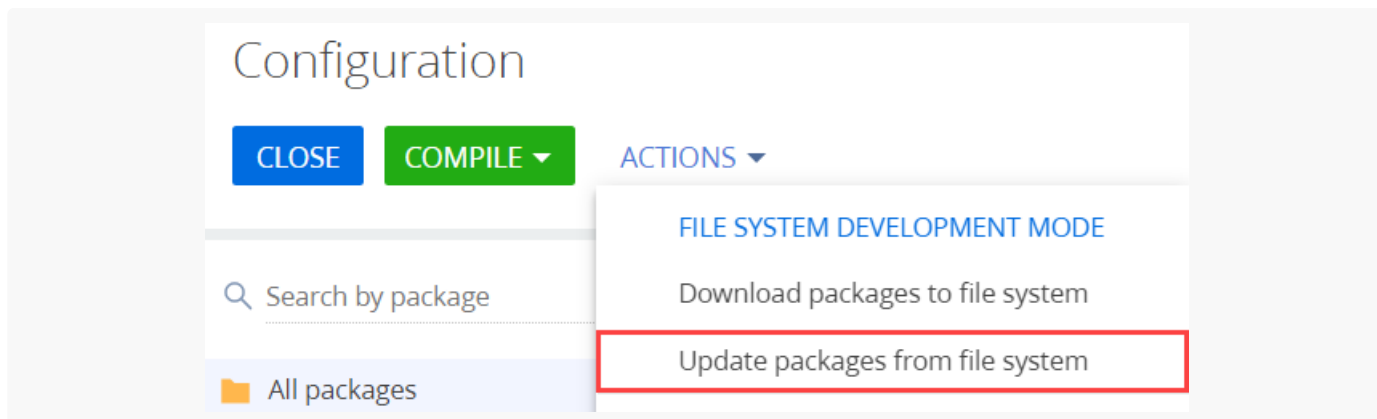 Configuration
CLOSE COMPILE ACTIONS
FILE SYSTEM DEVELOPMENT MODE
Search by package
Download packages to file system
Update packages from file system
All packages